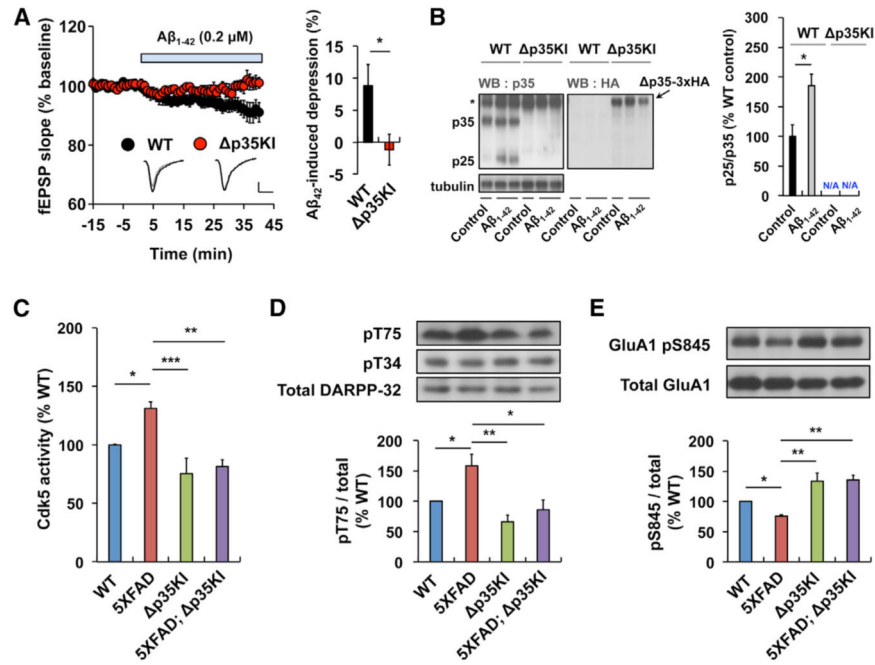 A
Aβ1-42 (0.2 μM)
fEPSP slope (% baseline)
120
100
80
60
40
WT
Δp35KI
-15
-5
5
15
25
35
45
Time (min)
Aβ42-induced depression (%)
15
10
5
0
-5
*
WT
Δp35KI
B
WT Δp35KI WT Δp35KI
WB : p35
WB : HA
Δp35-3xHA
*
p35
p25
tubulin
Control
Aβ1-42
Control
Aβ1-42
Control
Aβ1-42
Control
Aβ1-42
p25/p35 (% WT control)
300
250
200
150
100
50
0
WT Δp35KI
*
N/A N/A
Control
Aβ1-42
Control
Aβ1-42
C
Cdk5 activity (% WT)
200
150
100
50
0
*
***
**
WT
5XFAD
Δp35KI
5XFAD; Δp35KI
D
pT75
pT34
Total DARPP-32
pT75 / total
(% WT)
200
150
100
50
0
*
**
*
WT
5XFAD
Δp35KI
5XFAD; Δp35KI
E
GluA1 pS845
Total GluA1
pS845 / total
(% WT)
200
150
100
50
0
*
**
**
WT
5XFAD
Δp35KI
5XFAD; Δp35KI